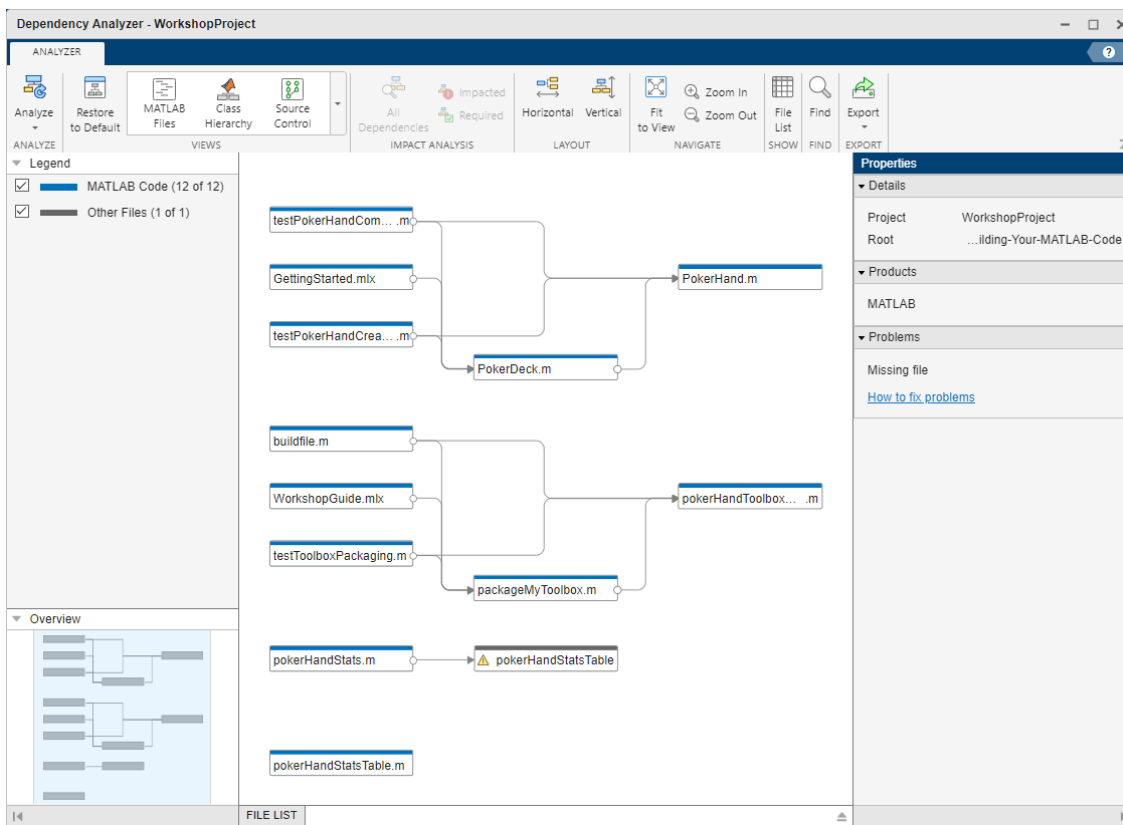 Dependency Analyzer - WorkshopProject
ANALYZER
?
Analyze
Restore to Default
MATLAB Files
Class Hierarchy
Source Control
All Dependencies
Impacted
Required
Horizontal
Vertical
Fit to View
Zoom In
Zoom Out
File List
Find
Export
ANALYZE
VIEWS
IMPACT ANALYSIS
LAYOUT
NAVIGATE
SHOW
FIND
EXPORT
Legend
MATLAB Code (12 of 12)
Other Files (1 of 1)
testPokerHandCom... .m
GettingStarted.mlx
testPokerHandCrea... .m
PokerHand.m
PokerDeck.m
buildfile.m
WorkshopGuide.mlx
testToolboxPackaging.m
pokerHandToolbox... .m
packageMyToolbox.m
pokerHandStats.m
pokerHandStatsTable
pokerHandStatsTable.m
Properties
Details
Project WorkshopProject
Root ...ilding-Your-MATLAB-Code
Products
MATLAB
Problems
Missing file
How to fix problems
Overview
FILE LIST